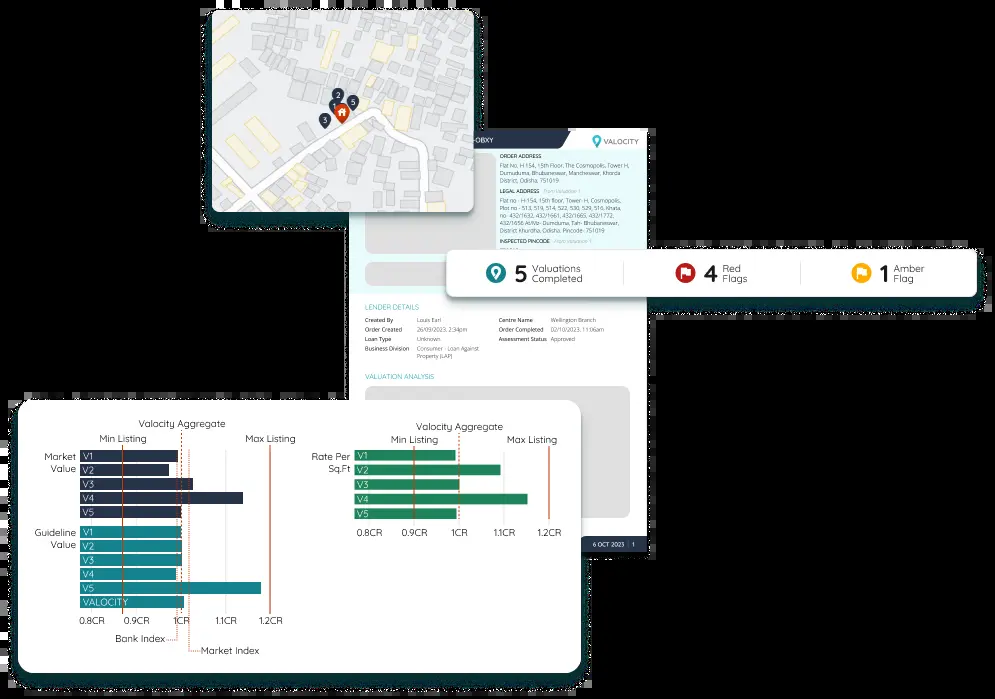 2
1
5
3
-OBXY
VALOCITY
ORDER ADDRESS
Flat No. H-154, 15th Floor, The Cosmopolis, Tower H,
Dumuduma, Bhubaneswar, Mancheswar, Khorda
District, Odisha, 751019
LEGAL ADDRESS From Valuation 1
Flat no - H-154, 15th floor, Tower- H, Cosmopolis,
Plot no - 513, 519, 514, 522, 530, 529, 516, Khata,
no- 432/1632, 432/1661, 432/1665, 432/1772,
432/1656 At/Mz- Dumduma, Tah- Bhubaneswar,
District Khurdha, Odisha, Pincode- 751019
INSPECTED PINCODE From Valuation 1
5 Valuations Completed
4 Red Flags
1 Amber Flag
LENDER DETAILS
Created By Louis Earl Centre Name Wellington Branch
Order Created 26/09/2023, 2:34pm Order Completed 02/10/2023, 11:06am
Loan Type Unknown Assessment Status Approved
Business Division Consumer - Loan Against
Property (LAP)
VALUATION ANALYSIS
Valocity Aggregate
Min Listing Max Listing
Market Value
V1
V2
V3
V4
V5
Guideline Value
V1
V2
V3
V4
V5
VALOCITY
0.8CR 0.9CR 1CR 1.1CR 1.2CR
Bank Index
Market Index
Valocity Aggregate
Min Listing Max Listing
Rate Per Sq.Ft
V1
V2
V3
V4
V5
0.8CR 0.9CR 1CR 1.1CR 1.2CR
6 OCT 2023 | 1